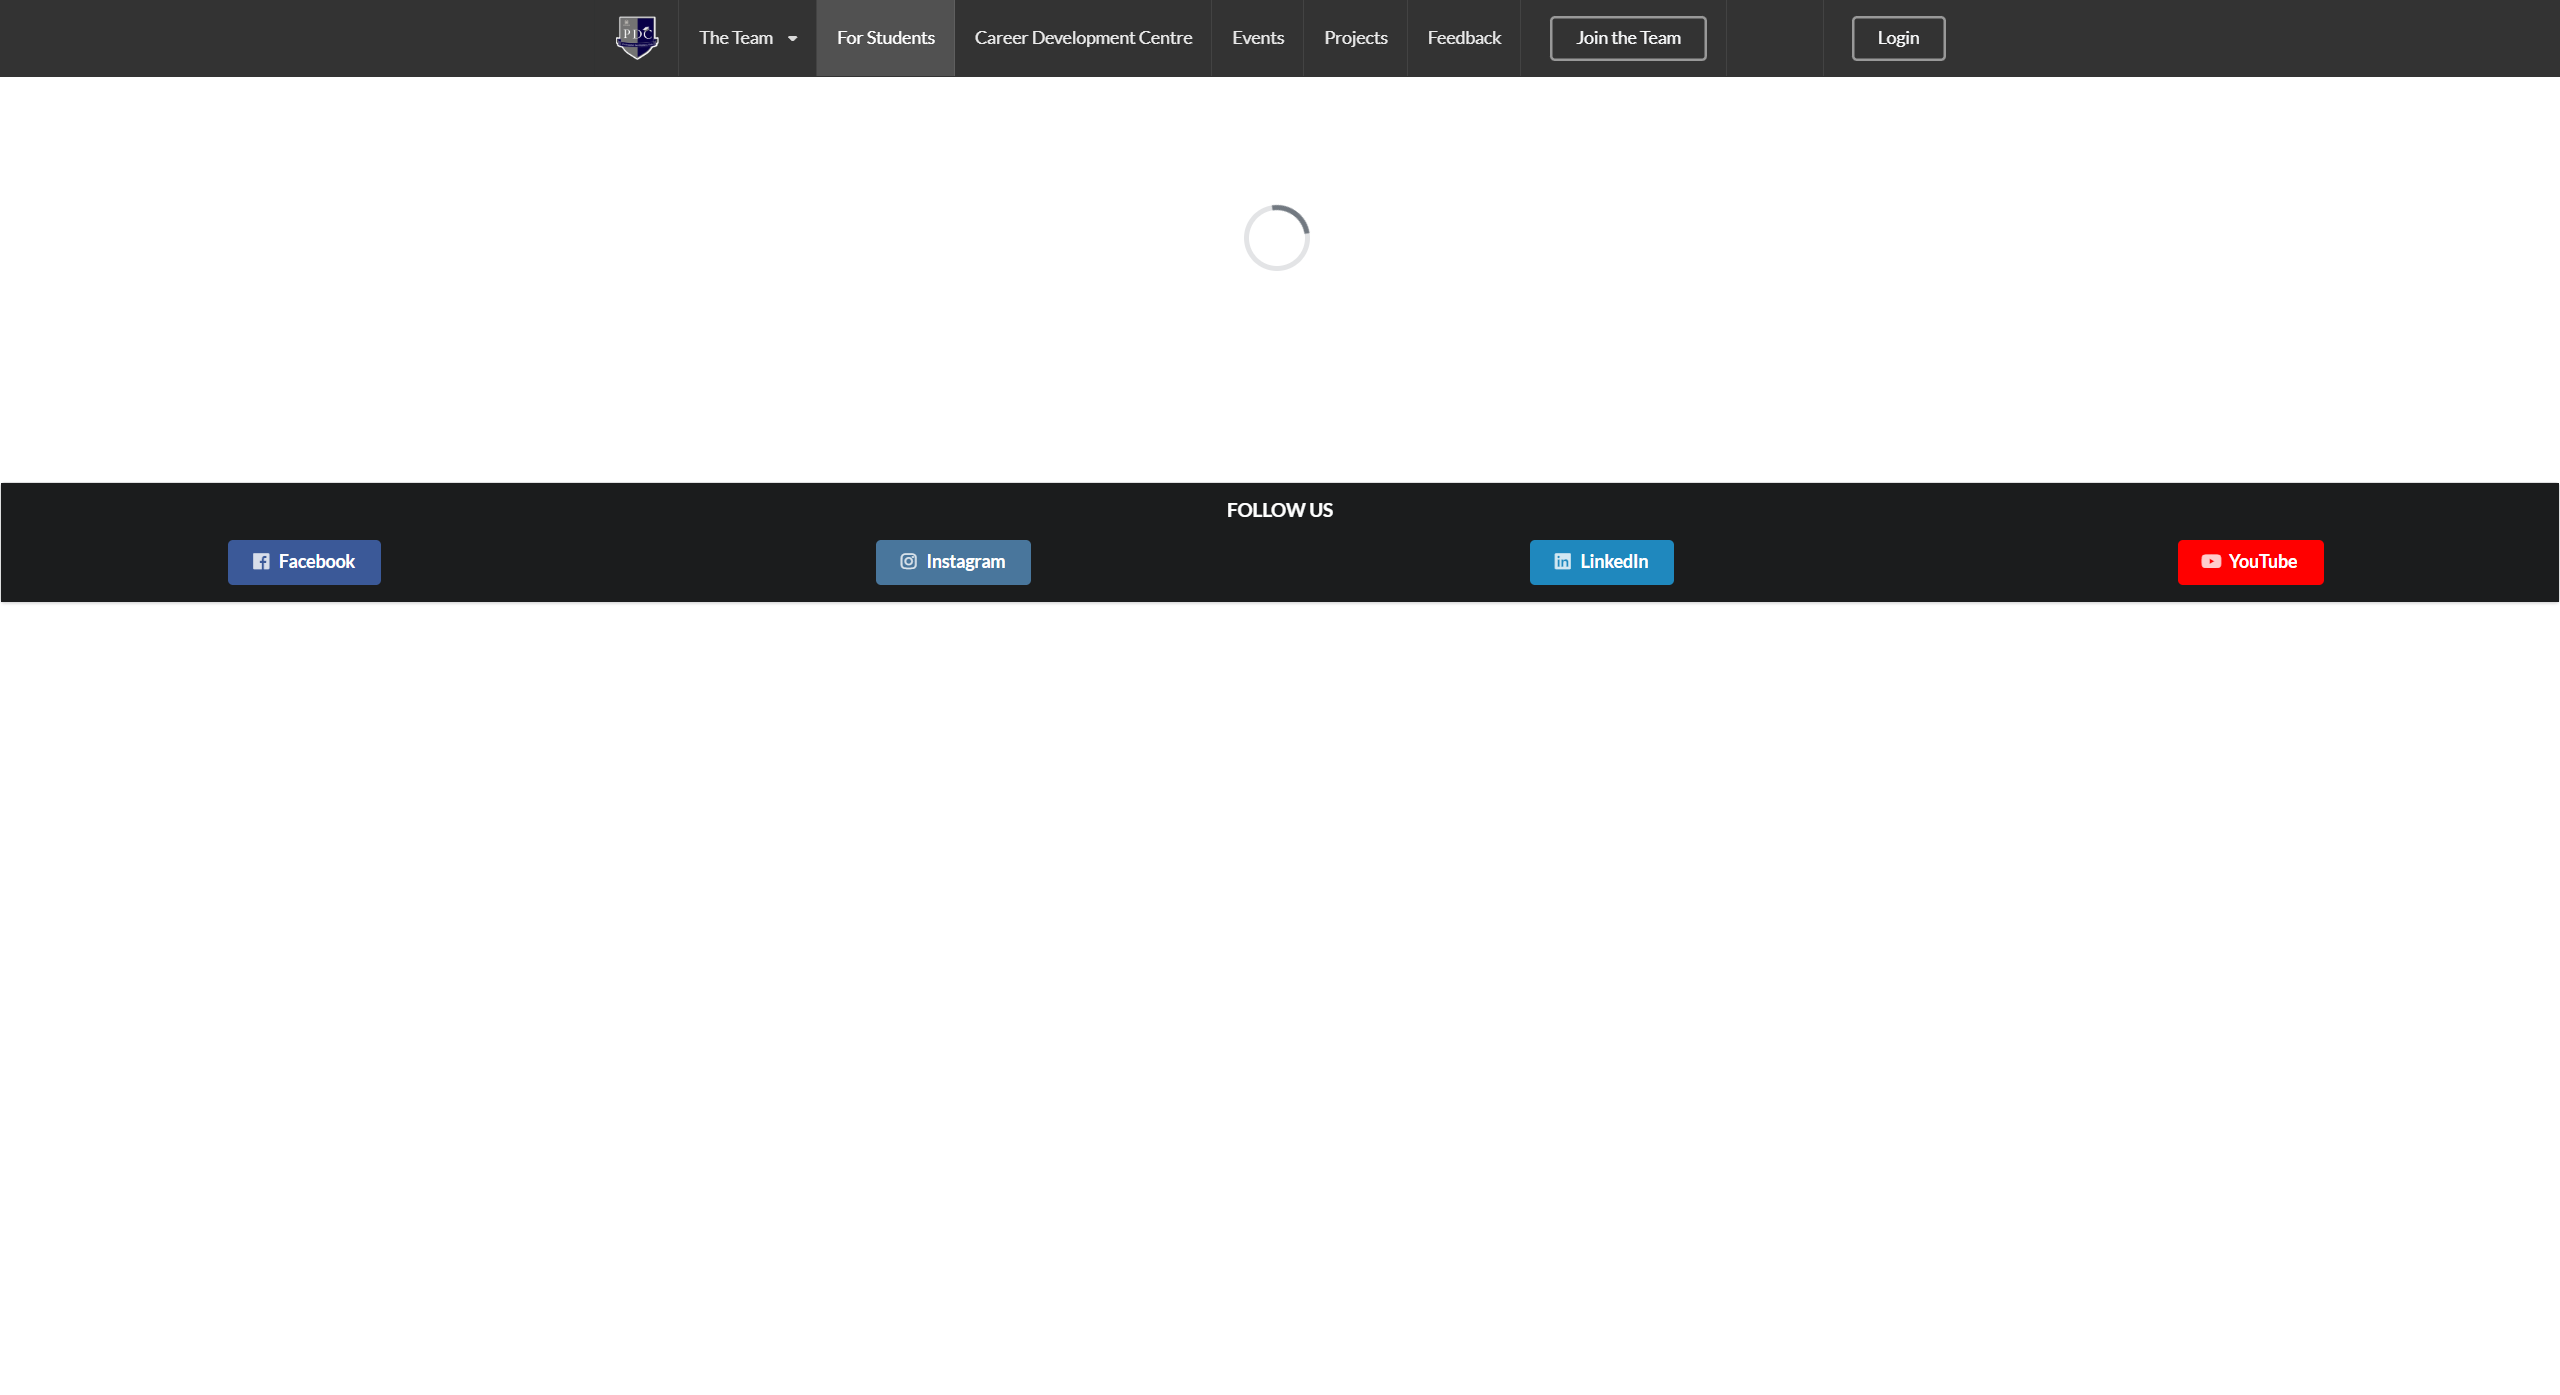 PDC
The Team
For Students
Career Development Centre
Events
Projects
Feedback
Join the Team
Login
FOLLOW US
Facebook
Instagram
LinkedIn
YouTube